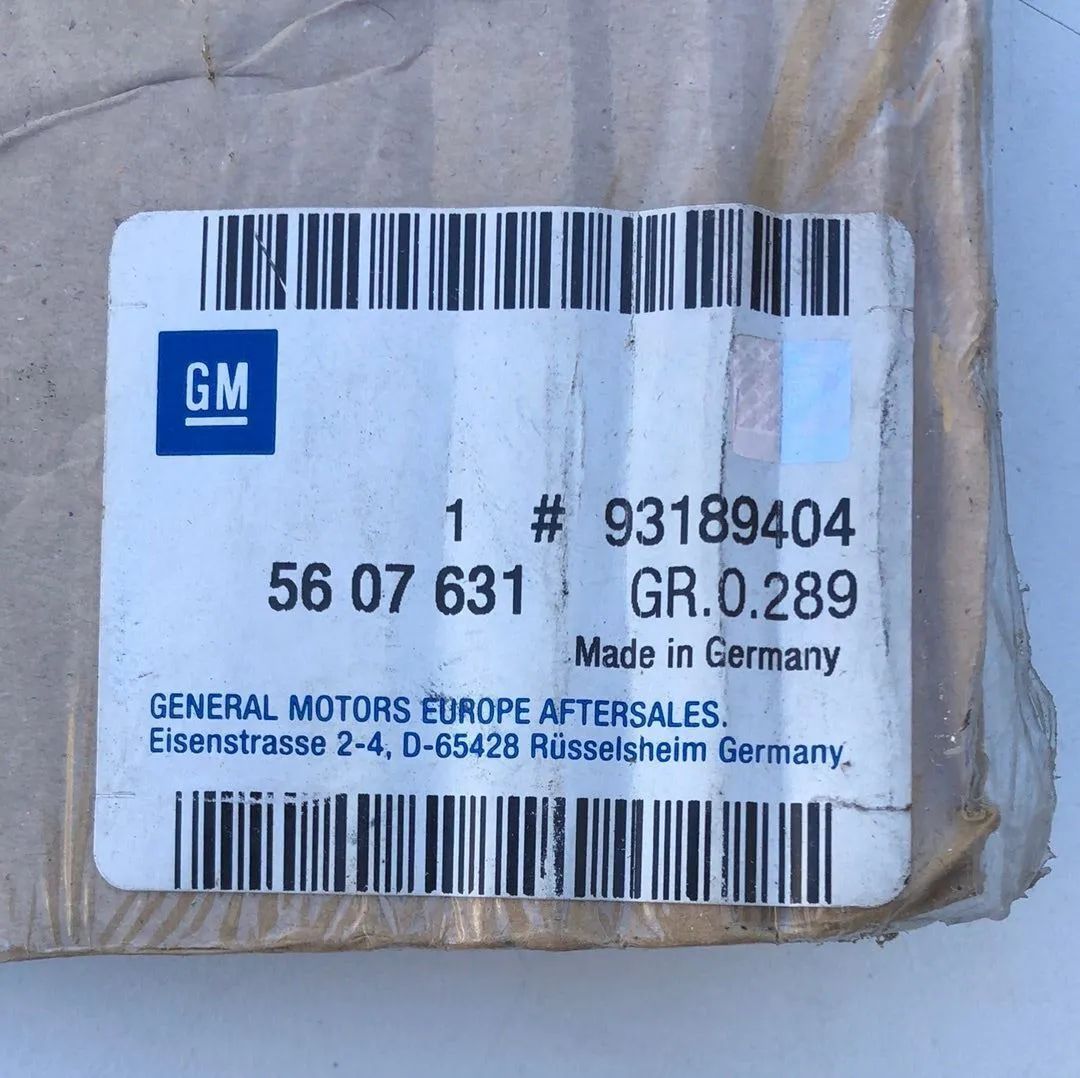 GM
1 # 93189404
56 07 631 GR.0.289
Made in Germany
GENERAL MOTORS EUROPE AFTERSALES.
Eisenstrasse 2-4, D-65428 Rüsselsheim Germany